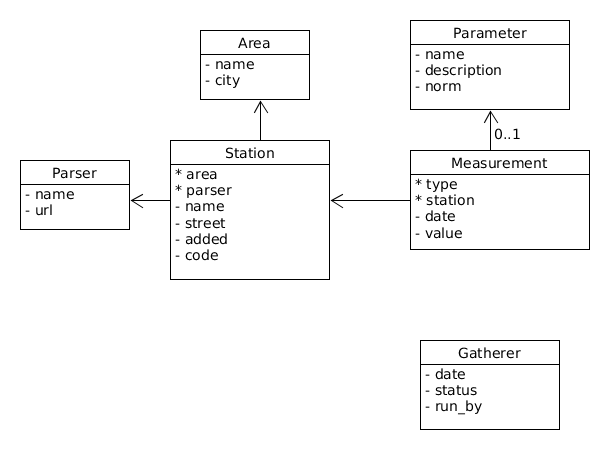 Area
- name
- city
Parameter
- name
- description
- norm
0..1
Parser
- name
- url
Station
* area
* parser
- name
- street
- added
- code
Measurement
* type
* station
- date
- value
Gatherer
- date
- status
- run_by